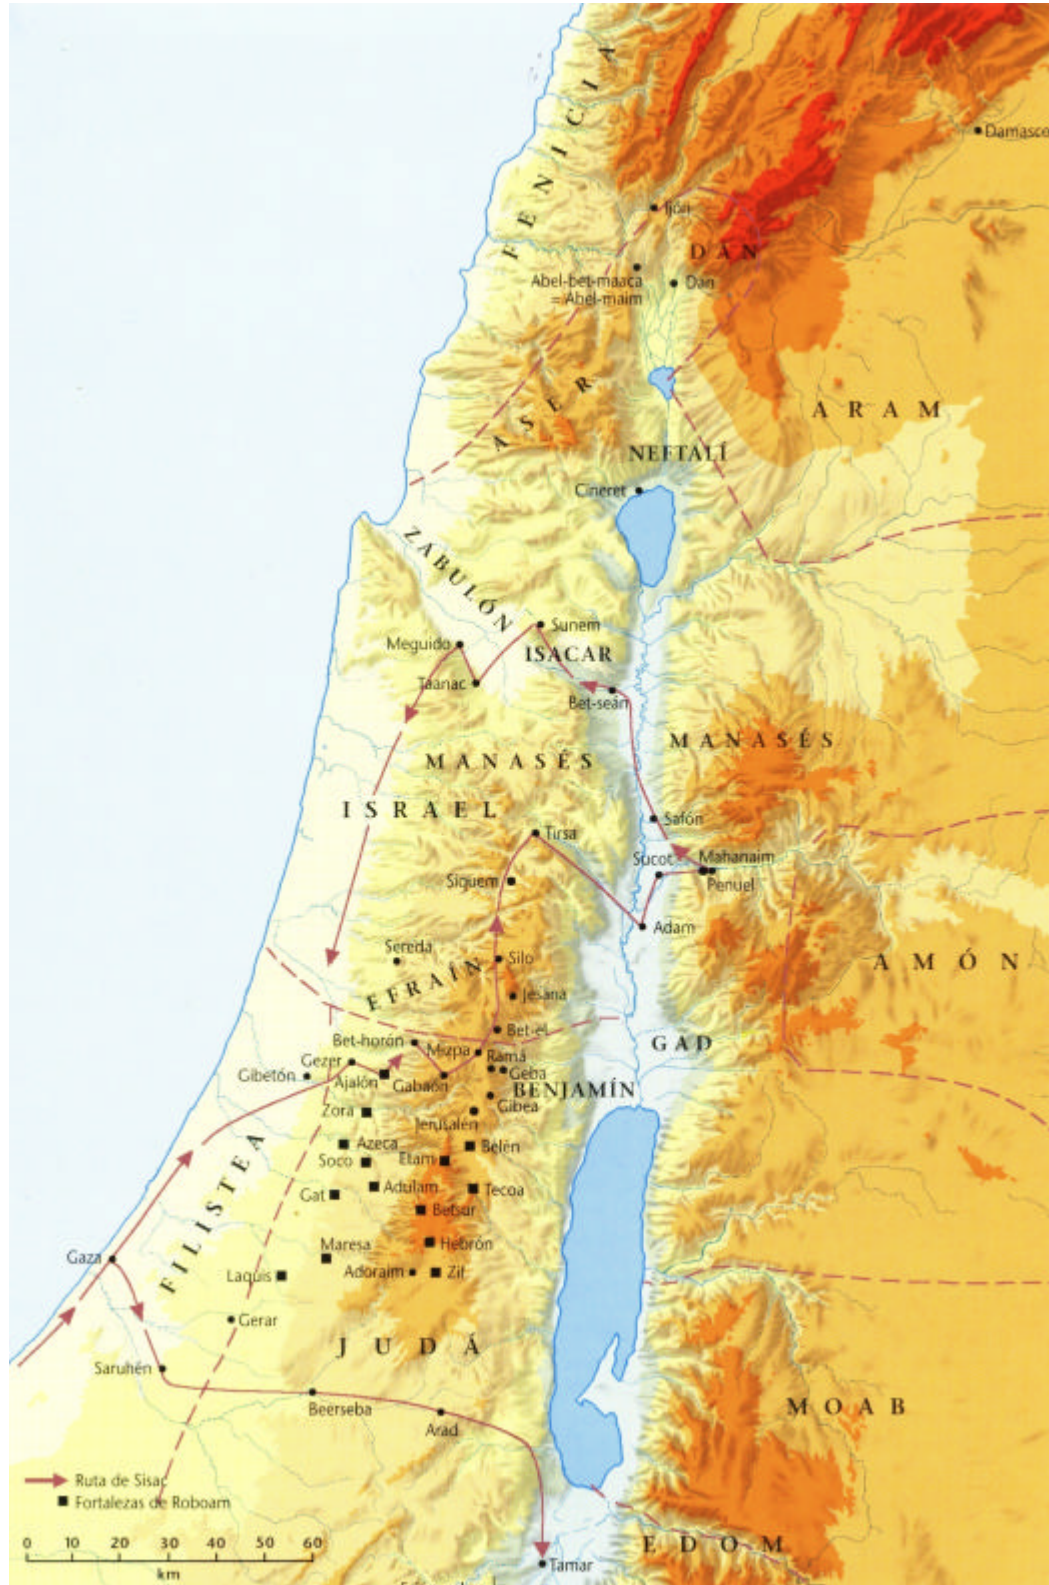 FENICIA
Damasco
Ijón
DAN
Abel-bet-maaca
= Abel-maim
Dan
ASER
ARAM
NEFTALÍ
Cineret
ZABULÓN
Sunem
Meguido
ISACAR
Taanac
Bet-seán
MANASÉS
MANASÉS
ISRAEL
Safón
Tirsa
Sucot
Mahanaim
Siquem
Penuel
Adam
Sereda
Silo
AMÓN
EFRAÍN
Jesana
Bet-el
Bet-horón
GAD
Mizpa
Ramá
Gezer
Geba
Gibetón
Ajalón
Gabaón
BENJAMÍN
Gibea
Zora
Jerusalén
Azeca
Belén
Soco
Etam
Adulam
Gat
Tecoa
FILISTEA
Betsur
Maresa
Hebrón
Gaza
Laquis
Adoraim
Zif
Gerar
JUDÁ
Saruhén
Beerseba
MOAB
Arad
Ruta de Sisac
Fortalezas de Roboam
0 10 20 30 40 50 60
km
EDOM
Tamar